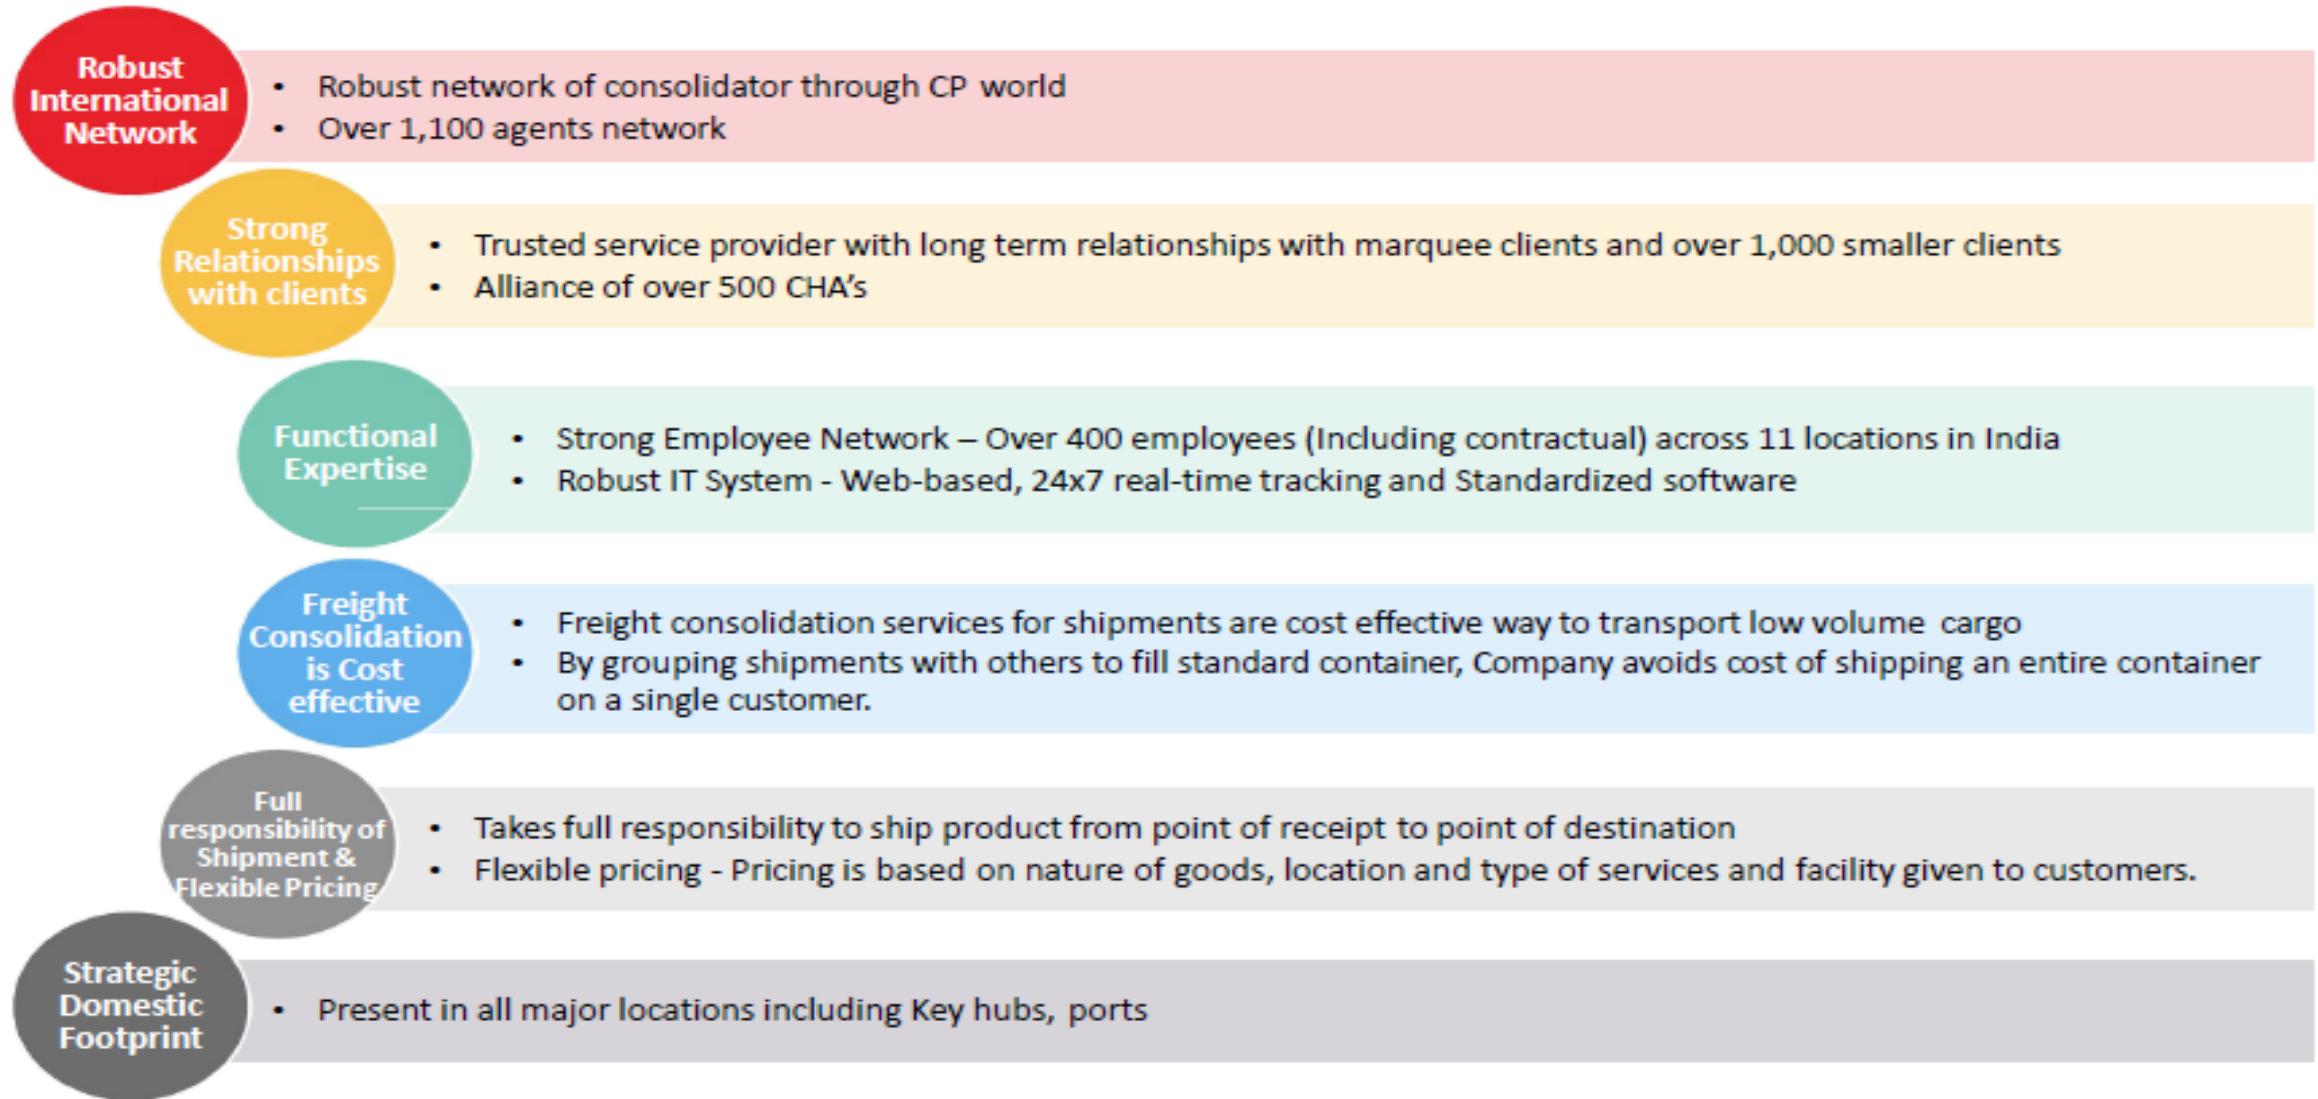 Robust
International
Network
• Robust network of consolidator through CP world
• Over 1,100 agents network
Strong
Relationships
with clients
• Trusted service provider with long term relationships with marquee clients and over 1,000 smaller clients
• Alliance of over 500 CHA's
Functional
Expertise
• Strong Employee Network – Over 400 employees (Including contractual) across 11 locations in India
• Robust IT System - Web-based, 24x7 real-time tracking and Standardized software
Freight
Consolidation
is Cost
effective
• Freight consolidation services for shipments are cost effective way to transport low volume cargo
• By grouping shipments with others to fill standard container, Company avoids cost of shipping an entire container
on a single customer.
Full
responsibility of
Shipment &
Flexible Pricing
• Takes full responsibility to ship product from point of receipt to point of destination
• Flexible pricing - Pricing is based on nature of goods, location and type of services and facility given to customers.
Strategic
Domestic
Footprint
• Present in all major locations including Key hubs, ports